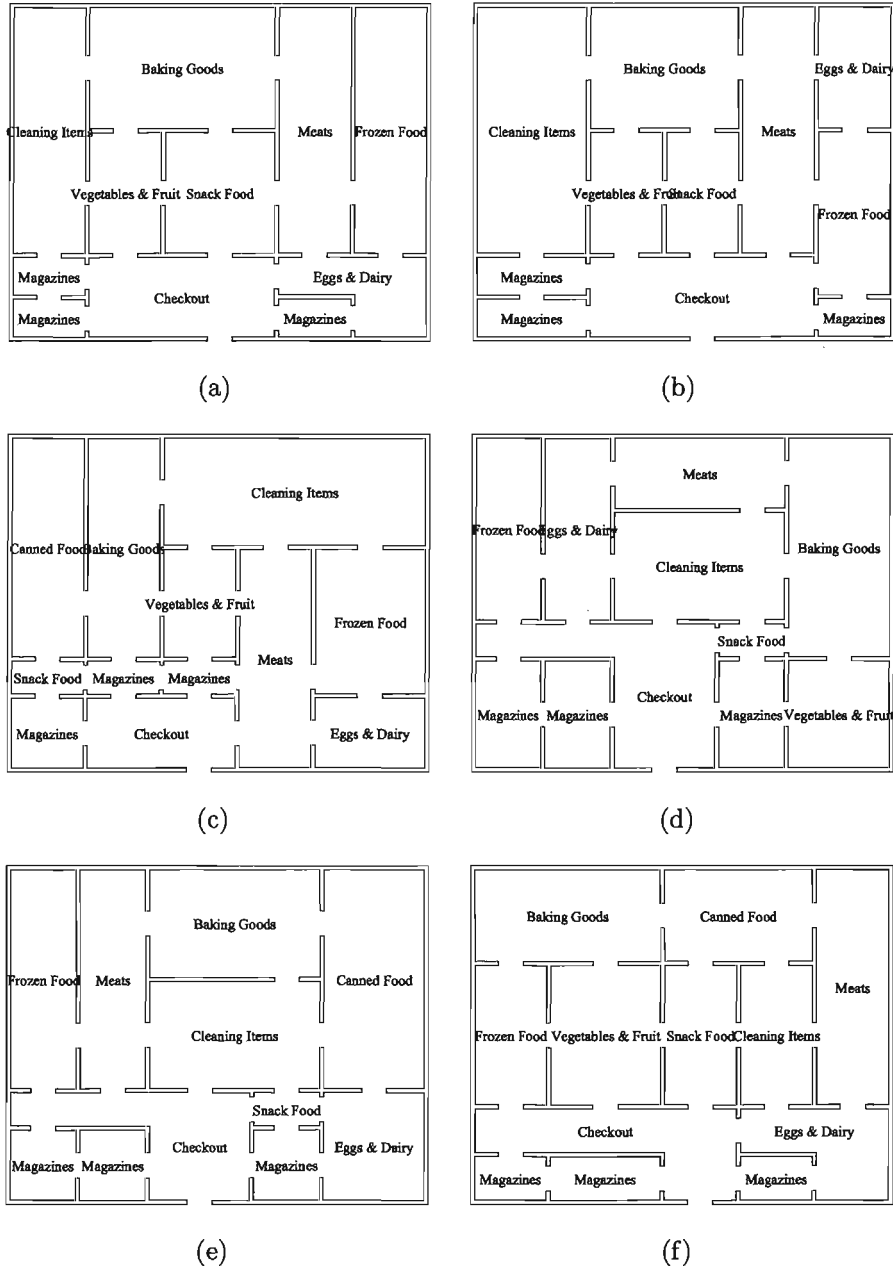 Baking Goods
Cleaning Items Meats Frozen Food
Vegetables & Fruit Snack Food
Magazines Eggs & Dairy
Checkout
Magazines Magazines
(a)
Baking Goods Eggs & Dairy
Cleaning Items Meats
Vegetables & Fruit Snack Food
Frozen Food
Magazines
Checkout
Magazines Magazines
(b)
Cleaning Items
Canned Food Baking Goods
Vegetables & Fruit
Frozen Food
Meats
Snack Food Magazines Magazines
Magazines Checkout Eggs & Dairy
(c)
Meats
Frozen Food Eggs & Dairy
Baking Goods
Cleaning Items
Snack Food
Checkout
Magazines Magazines Magazines Vegetables & Fruit
(d)
Baking Goods
Frozen Food Meats Canned Food
Cleaning Items
Snack Food
Checkout Eggs & Dairy
Magazines Magazines Magazines
(e)
Baking Goods Canned Food
Meats
Frozen Food Vegetables & Fruit Snack Food Cleaning Items
Checkout Eggs & Dairy
Magazines Magazines Magazines
(f)